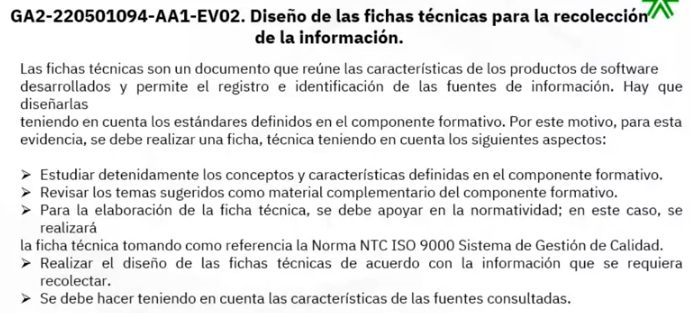 GA2-220501094-AA1-EV02. Diseño de las fichas técnicas para la recolección
de la información.
Las fichas técnicas son un documento que reúne las características de los productos de software
desarrollados y permite el registro e identificación de las fuentes de información. Hay que
diseñarlas
teniendo en cuenta los estándares definidos en el componente formativo. Por este motivo, para esta
evidencia, se debe realizar una ficha, técnica teniendo en cuenta los siguientes aspectos:
➢ Estudiar detenidamente los conceptos y características definidas en el componente formativo.
➢ Revisar los temas sugeridos como material complementario del componente formativo.
➢ Para la elaboración de la ficha técnica, se debe apoyar en la normatividad; en este caso, se
realizará
la ficha técnica tomando como referencia la Norma NTC ISO 9000 Sistema de Gestión de Calidad.
➢ Realizar el diseño de las fichas técnicas de acuerdo con la información que se requiera
recolectar.
➢ Se debe hacer teniendo en cuenta las características de las fuentes consultadas.